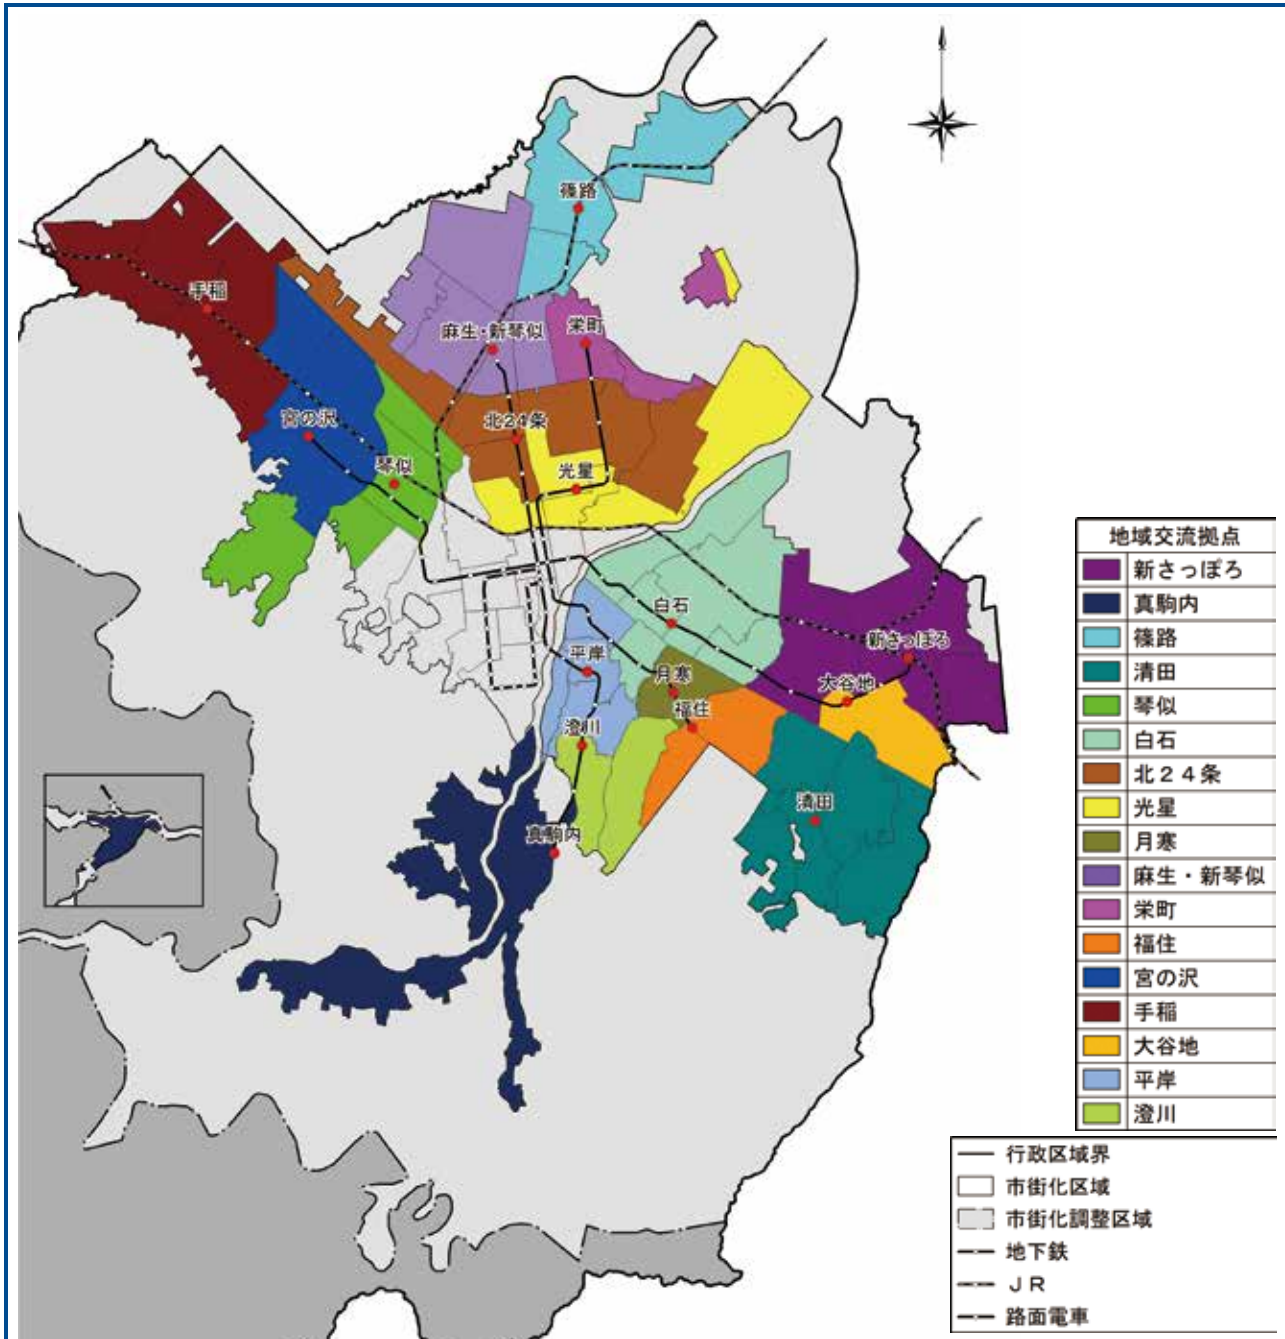 篠路
手稲
麻生・新琴似
栄町
宮の沢
北24条
琴似
光星
白石
平岸
月寒
新さっぽろ
大谷地
福住
澄川
清田
真駒内
地域交流拠点
新さっぽろ
真駒内
篠路
清田
琴似
白石
北２４条
光星
月寒
麻生・新琴似
栄町
福住
宮の沢
手稲
大谷地
平岸
澄川
行政区域界
市街化区域
市街化調整区域
地下鉄
ＪＲ
路面電車